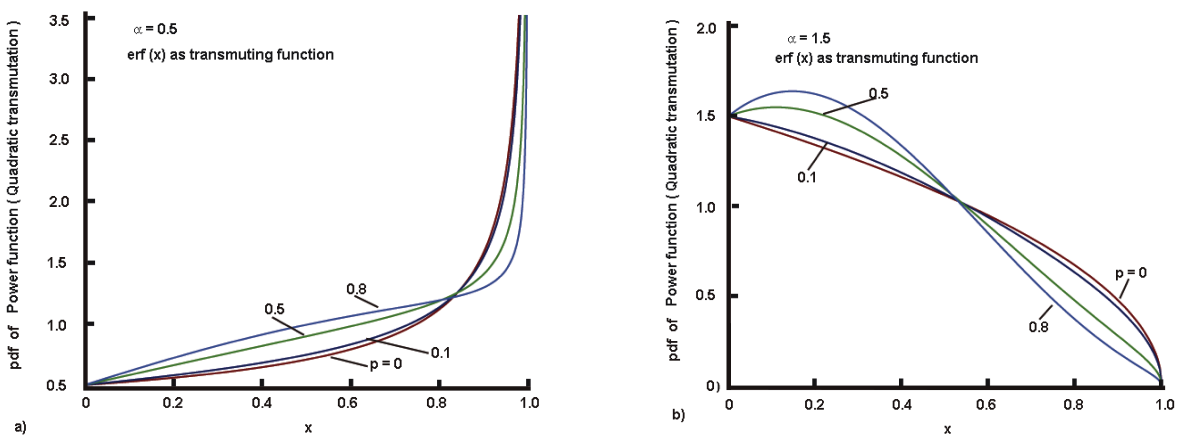 pdf of Power function ( Quadratic transmutation)
3.5
3.0
2.5
2.0
1.5
1.0
0.5
α = 0.5
erf (x) as transmuting function
0.8
0.5
0.1
p = 0
0 0.2 0.4 0.6 0.8 1.0
x
a)
pdf of Power function ( Quadratic transmutation)
2.0
1.5
1.0
0.5
0)
α = 1.5
erf (x) as transmuting function
0.5
0.1
p = 0
0.8
0 0.2 0.4 0.6 0.8 1.0
x
b)